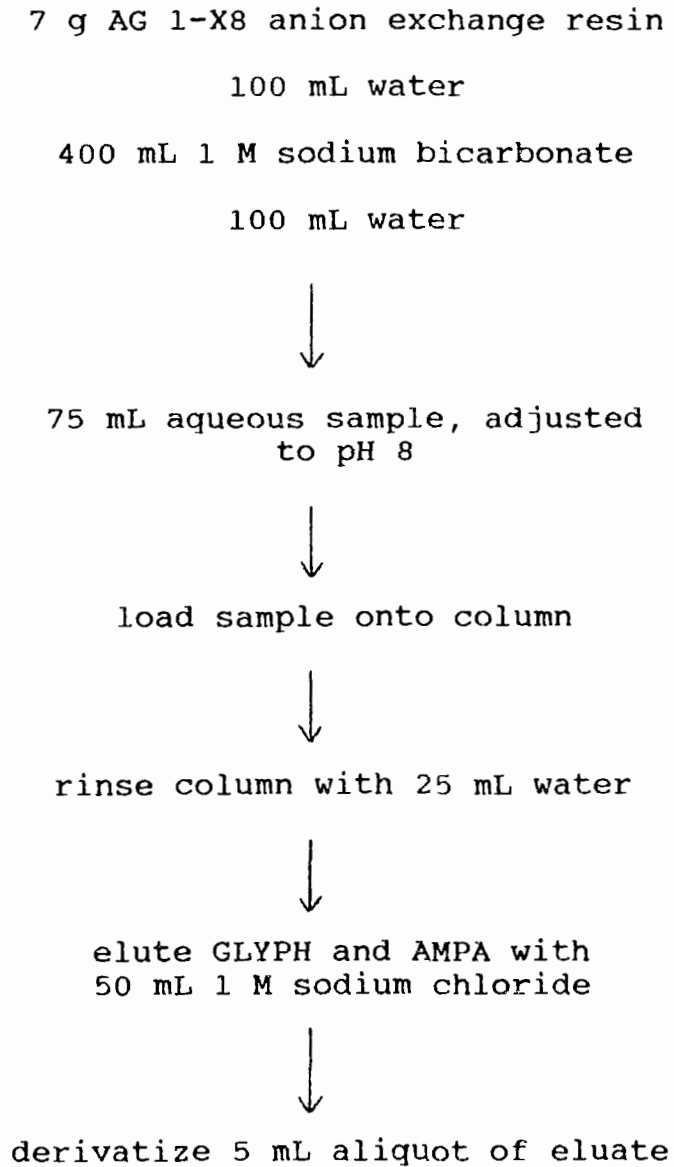 7 g AG 1-X8 anion exchange resin
100 mL water
400 mL 1 M sodium bicarbonate
100 mL water
75 mL aqueous sample, adjusted
to pH 8
load sample onto column
rinse column with 25 mL water
elute GLYPH and AMPA with
50 mL 1 M sodium chloride
derivatize 5 mL aliquot of eluate